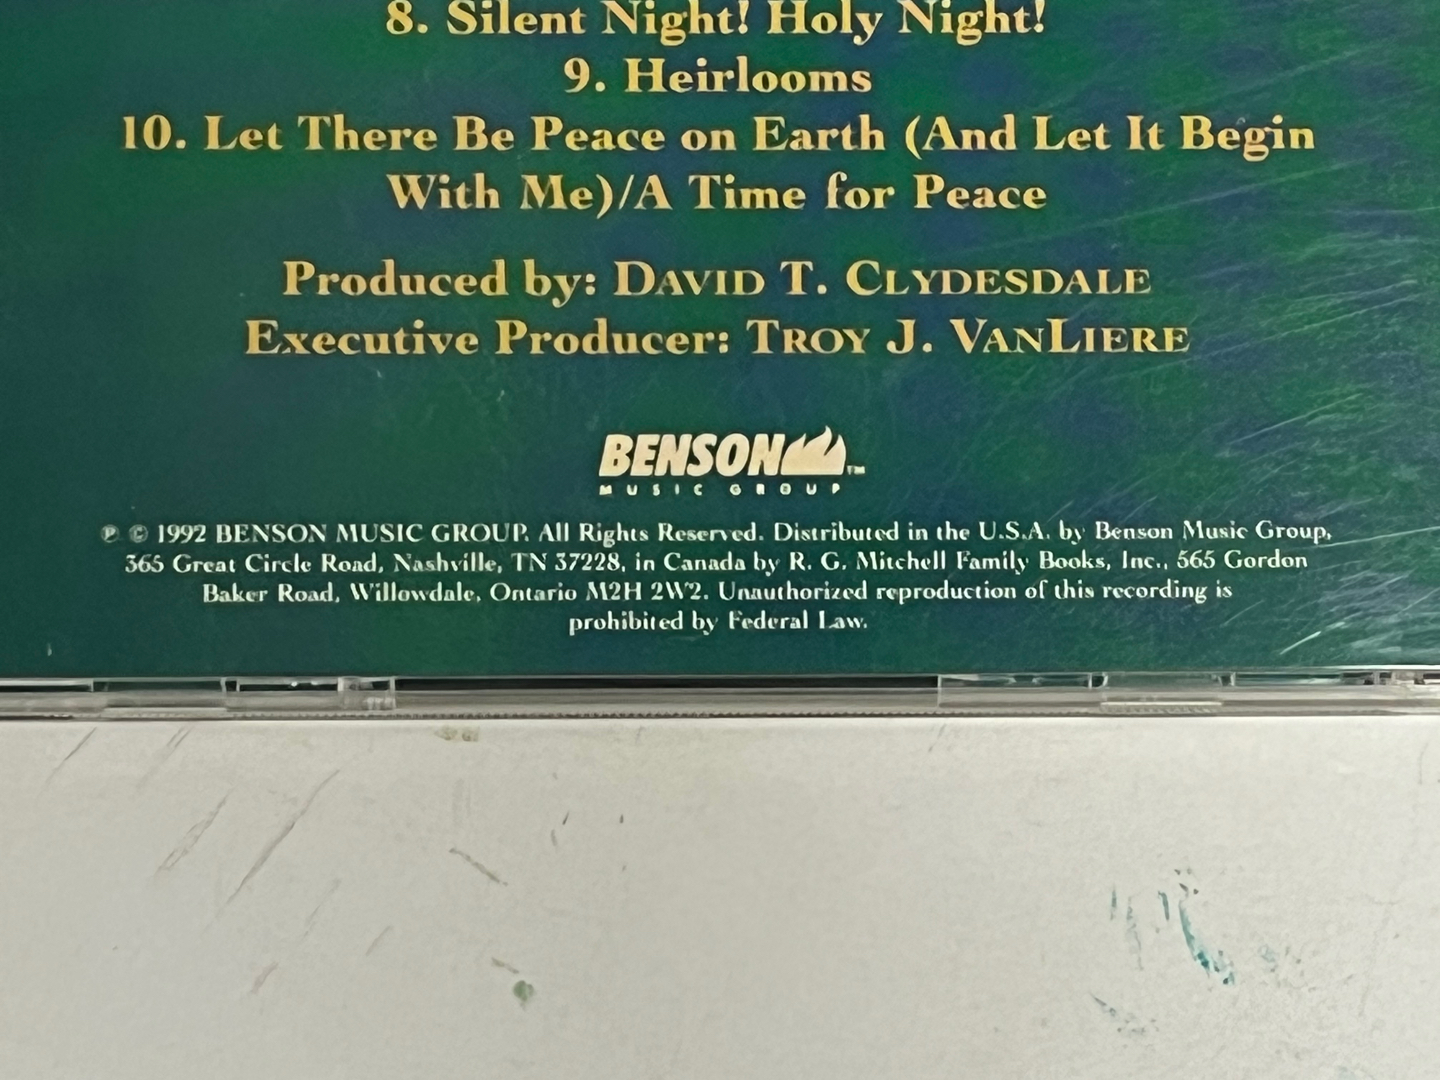 8. Silent Night! Holy Night!
9. Heirlooms
10. Let There Be Peace on Earth (And Let It Begin
With Me)/A Time for Peace
Produced by: DAVID T. CLYDESDALE
Executive Producer: TROY J. VANLIERE
BENSON™
MUSIC GROUP
℗ © 1992 BENSON MUSIC GROUP. All Rights Reserved. Distributed in the U.S.A. by Benson Music Group,
365 Great Circle Road, Nashville, TN 37228, in Canada by R. G. Mitchell Family Books, Inc., 565 Gordon
Baker Road, Willowdale, Ontario M2H 2W2. Unauthorized reproduction of this recording is
prohibited by Federal Law.